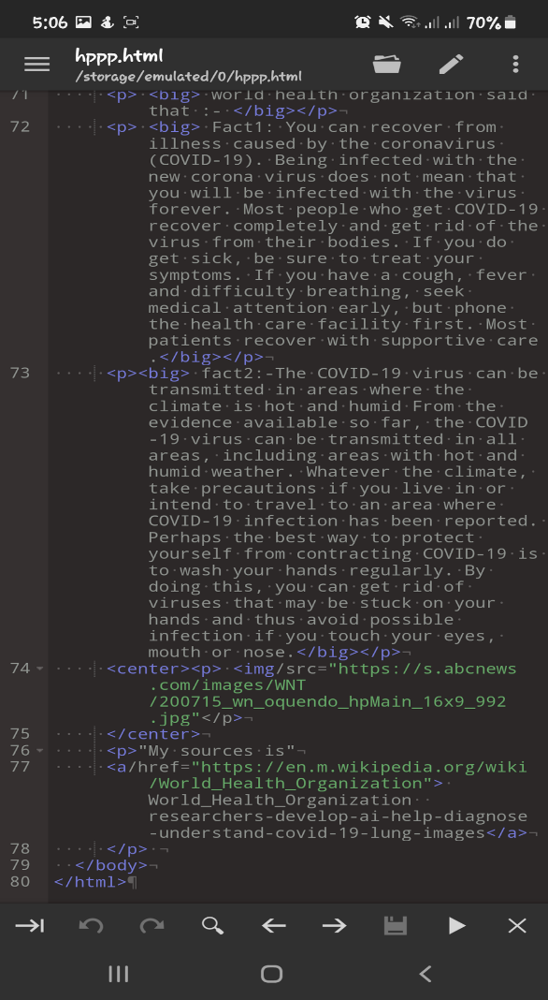 5:06
70%
hppp.html
/storage/emulated/0/hppp.html
71 <p> <big> World health organization said
that :- </big></p>
72 <p> <big> Fact1: You can recover from
illness caused by the coronavirus
(COVID-19). Being infected with the
new corona virus does not mean that
you will be infected with the virus
forever. Most people who get COVID-19
recover completely and get rid of the
virus from their bodies. If you do
get sick, be sure to treat your
symptoms. If you have a cough, fever
and difficulty breathing, seek
medical attention early, but phone
the health care facility first. Most
patients recover with supportive care
.</big></p>
73 <p><big> fact2:-The COVID-19 virus can be
transmitted in areas where the
climate is hot and humid From the
evidence available so far, the COVID
-19 virus can be transmitted in all
areas, including areas with hot and
humid weather. Whatever the climate,
take precautions if you live in or
intend to travel to an area where
COVID-19 infection has been reported.
Perhaps the best way to protect
yourself from contracting COVID-19 is
to wash your hands regularly. By
doing this, you can get rid of
viruses that may be stuck on your
hands and thus avoid possible
infection if you touch your eyes,
mouth or nose.</big></p>
74 <center><p> <img/src="https://s.abcnews
.com/images/WNT
/200715_wn_oquendo_hpMain_16x9_992
.jpg"</p>
75 </center>
76 <p>"My sources is"
77 <a/href="https://en.m.wikipedia.org/wiki
/World_Health_Organization">
World_Health_Organization
researchers-develop-ai-help-diagnose
-understand-covid-19-lung-images</a>
78 </p>
79 </body>
80 </html>